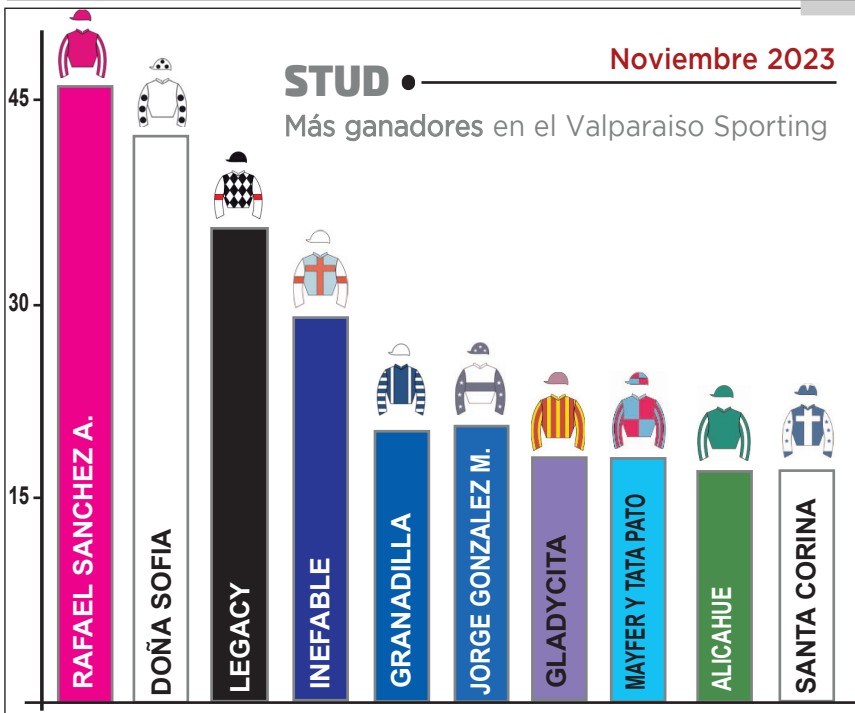 Noviembre 2023
STUD
Más ganadores en el Valparaiso Sporting
45
30
15
RAFAEL SANCHEZ A.
DOÑA SOFIA
LEGACY
INEFABLE
GRANADILLA
JORGE GONZALEZ M.
GLADYCITA
MAYFER Y TATA PATO
ALICAHUE
SANTA CORINA